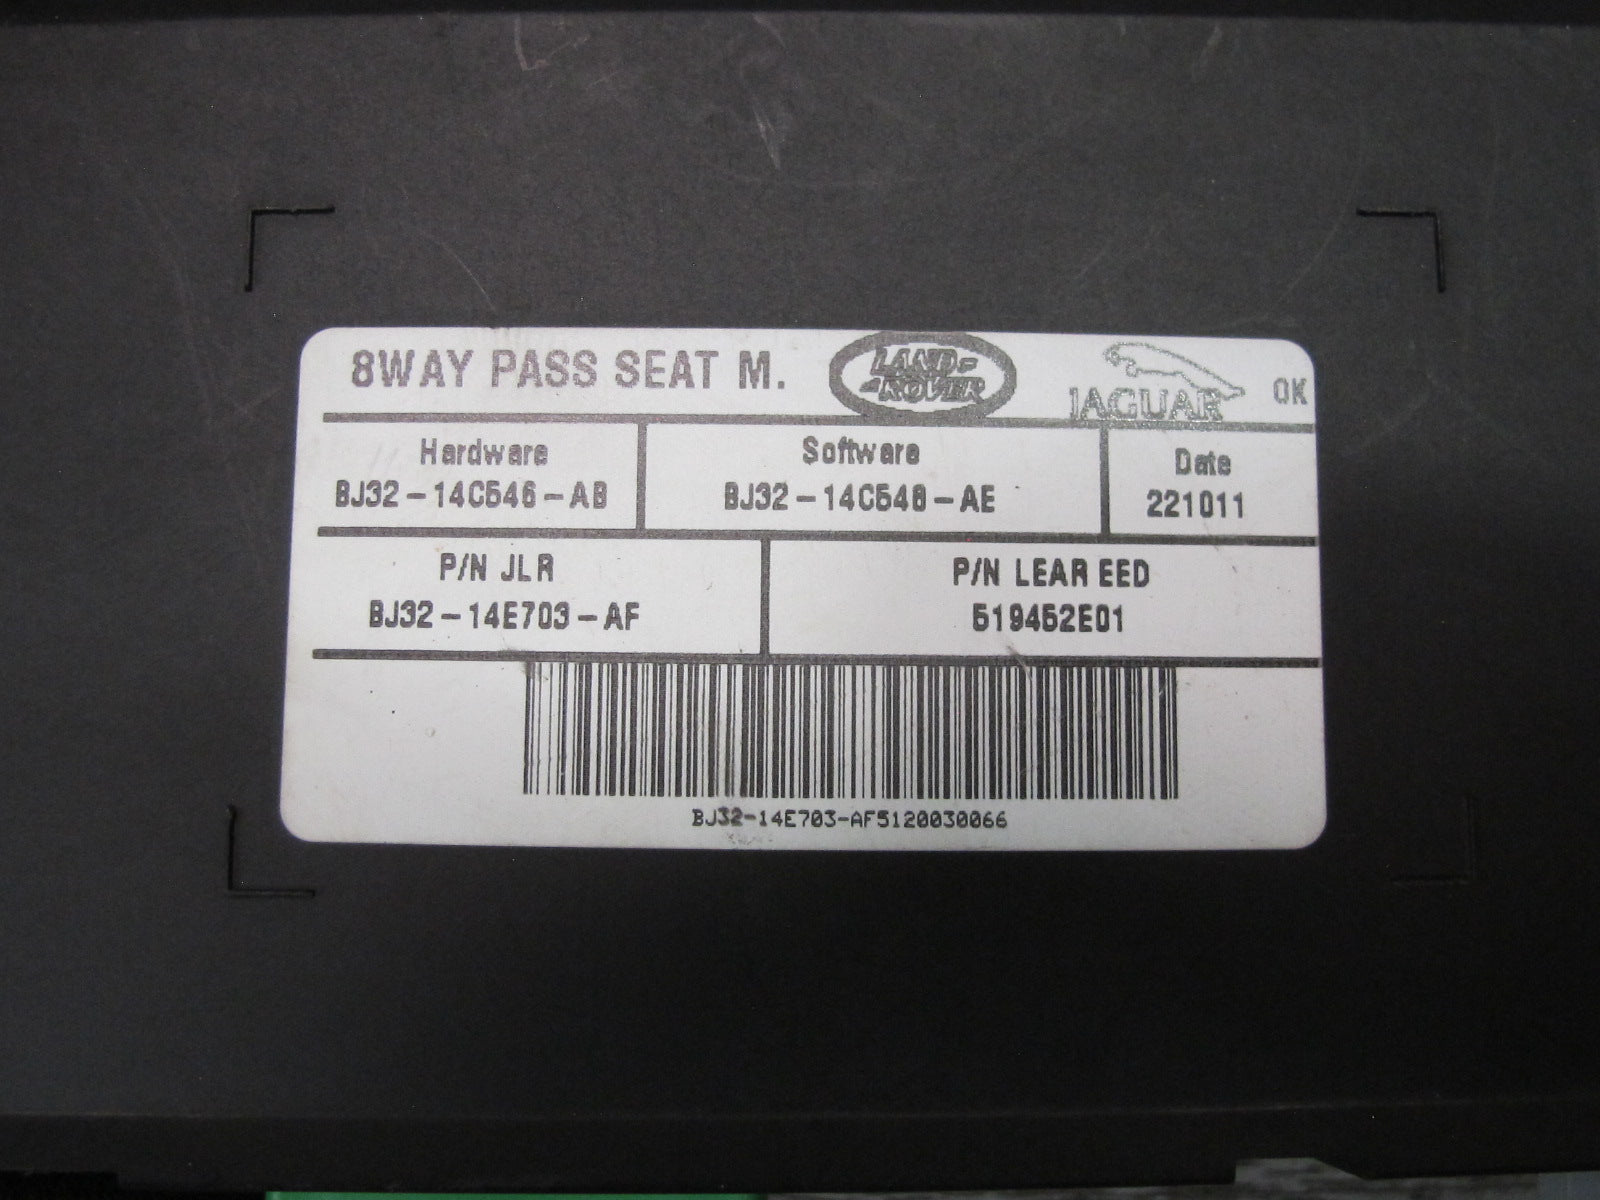 8WAY PASS SEAT M. LAND ROVER JAGUAR OK
Hardware Software Date
BJ32-14C546-AB BJ32-14C548-AE 221011
P/N JLR P/N LEAR EED
BJ32-14E703-AF 519452E01
BJ32-14E703-AF5120030066